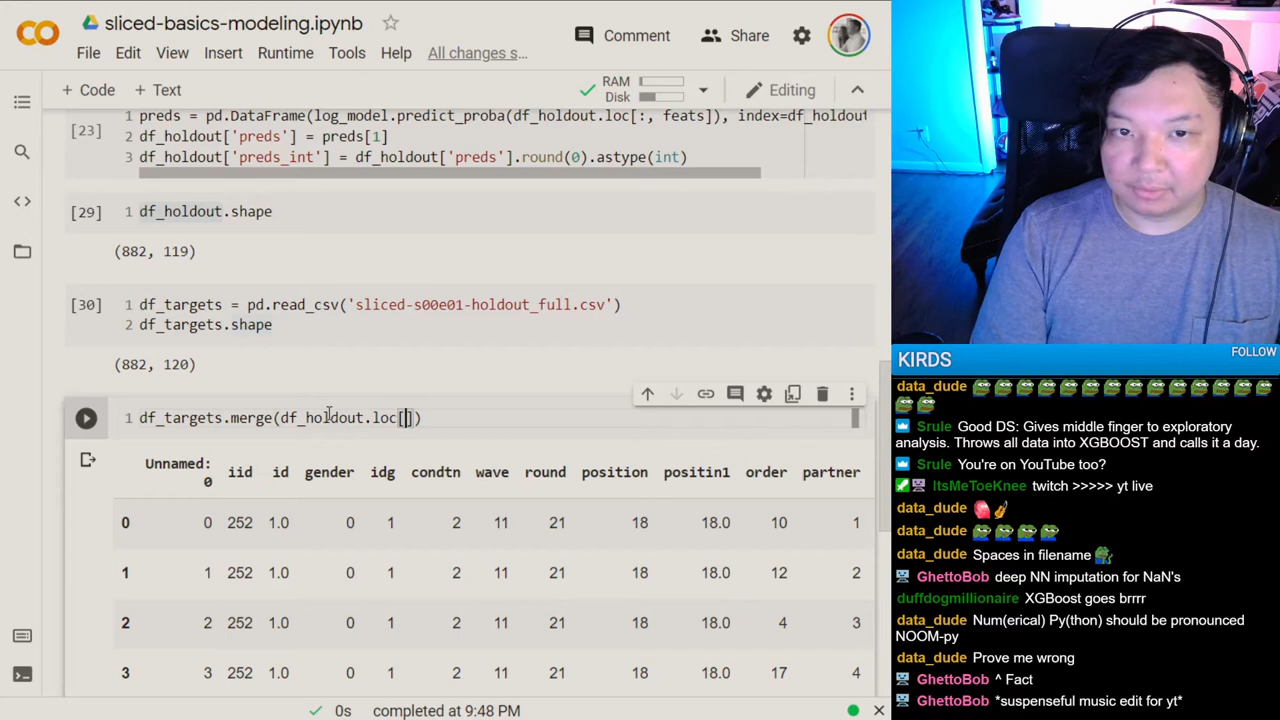 sliced-basics-modeling.ipynb
Comment
Share
File Edit View Insert Runtime Tools Help All changes s…
+ Code + Text
RAM
Disk
Editing
[23]
1 preds = pd.DataFrame(log_model.predict_proba(df_holdout.loc[:, feats]), index=df_holdou
2 df_holdout['preds'] = preds[1]
3 df_holdout['preds_int'] = df_holdout['preds'].round(0).astype(int)
[29] 1 df_holdout.shape
(882, 119)
[30] 1 df_targets = pd.read_csv('sliced-s00e01-holdout_full.csv')
2 df_targets.shape
(882, 120)
1 df_targets.merge(df_holdout.loc[])
Unnamed: 0 iid id gender idg condtn wave round position positin1 order partner
0 0 252 1.0 0 1 2 11 21 18 18.0 10 1
1 1 252 1.0 0 1 2 11 21 18 18.0 12 2
2 2 252 1.0 0 1 2 11 21 18 18.0 4 3
3 3 252 1.0 0 1 2 11 21 18 18.0 17 4
0s completed at 9:48 PM
KIRDS
FOLLOW
data_dude
Srule Good DS: Gives middle finger to exploratory
analysis. Throws all data into XGBOOST and calls it a day.
Srule You're on YouTube too?
ItsMeToeKnee twitch >>>>> yt live
data_dude
data_dude
data_dude Spaces in filename
GhettoBob deep NN imputation for NaN's
duffdogmillionaire XGBoost goes brrrr
data_dude Num(erical) Py(thon) should be pronounced
NOOM-py
data_dude Prove me wrong
GhettoBob ^ Fact
GhettoBob *suspenseful music edit for yt*